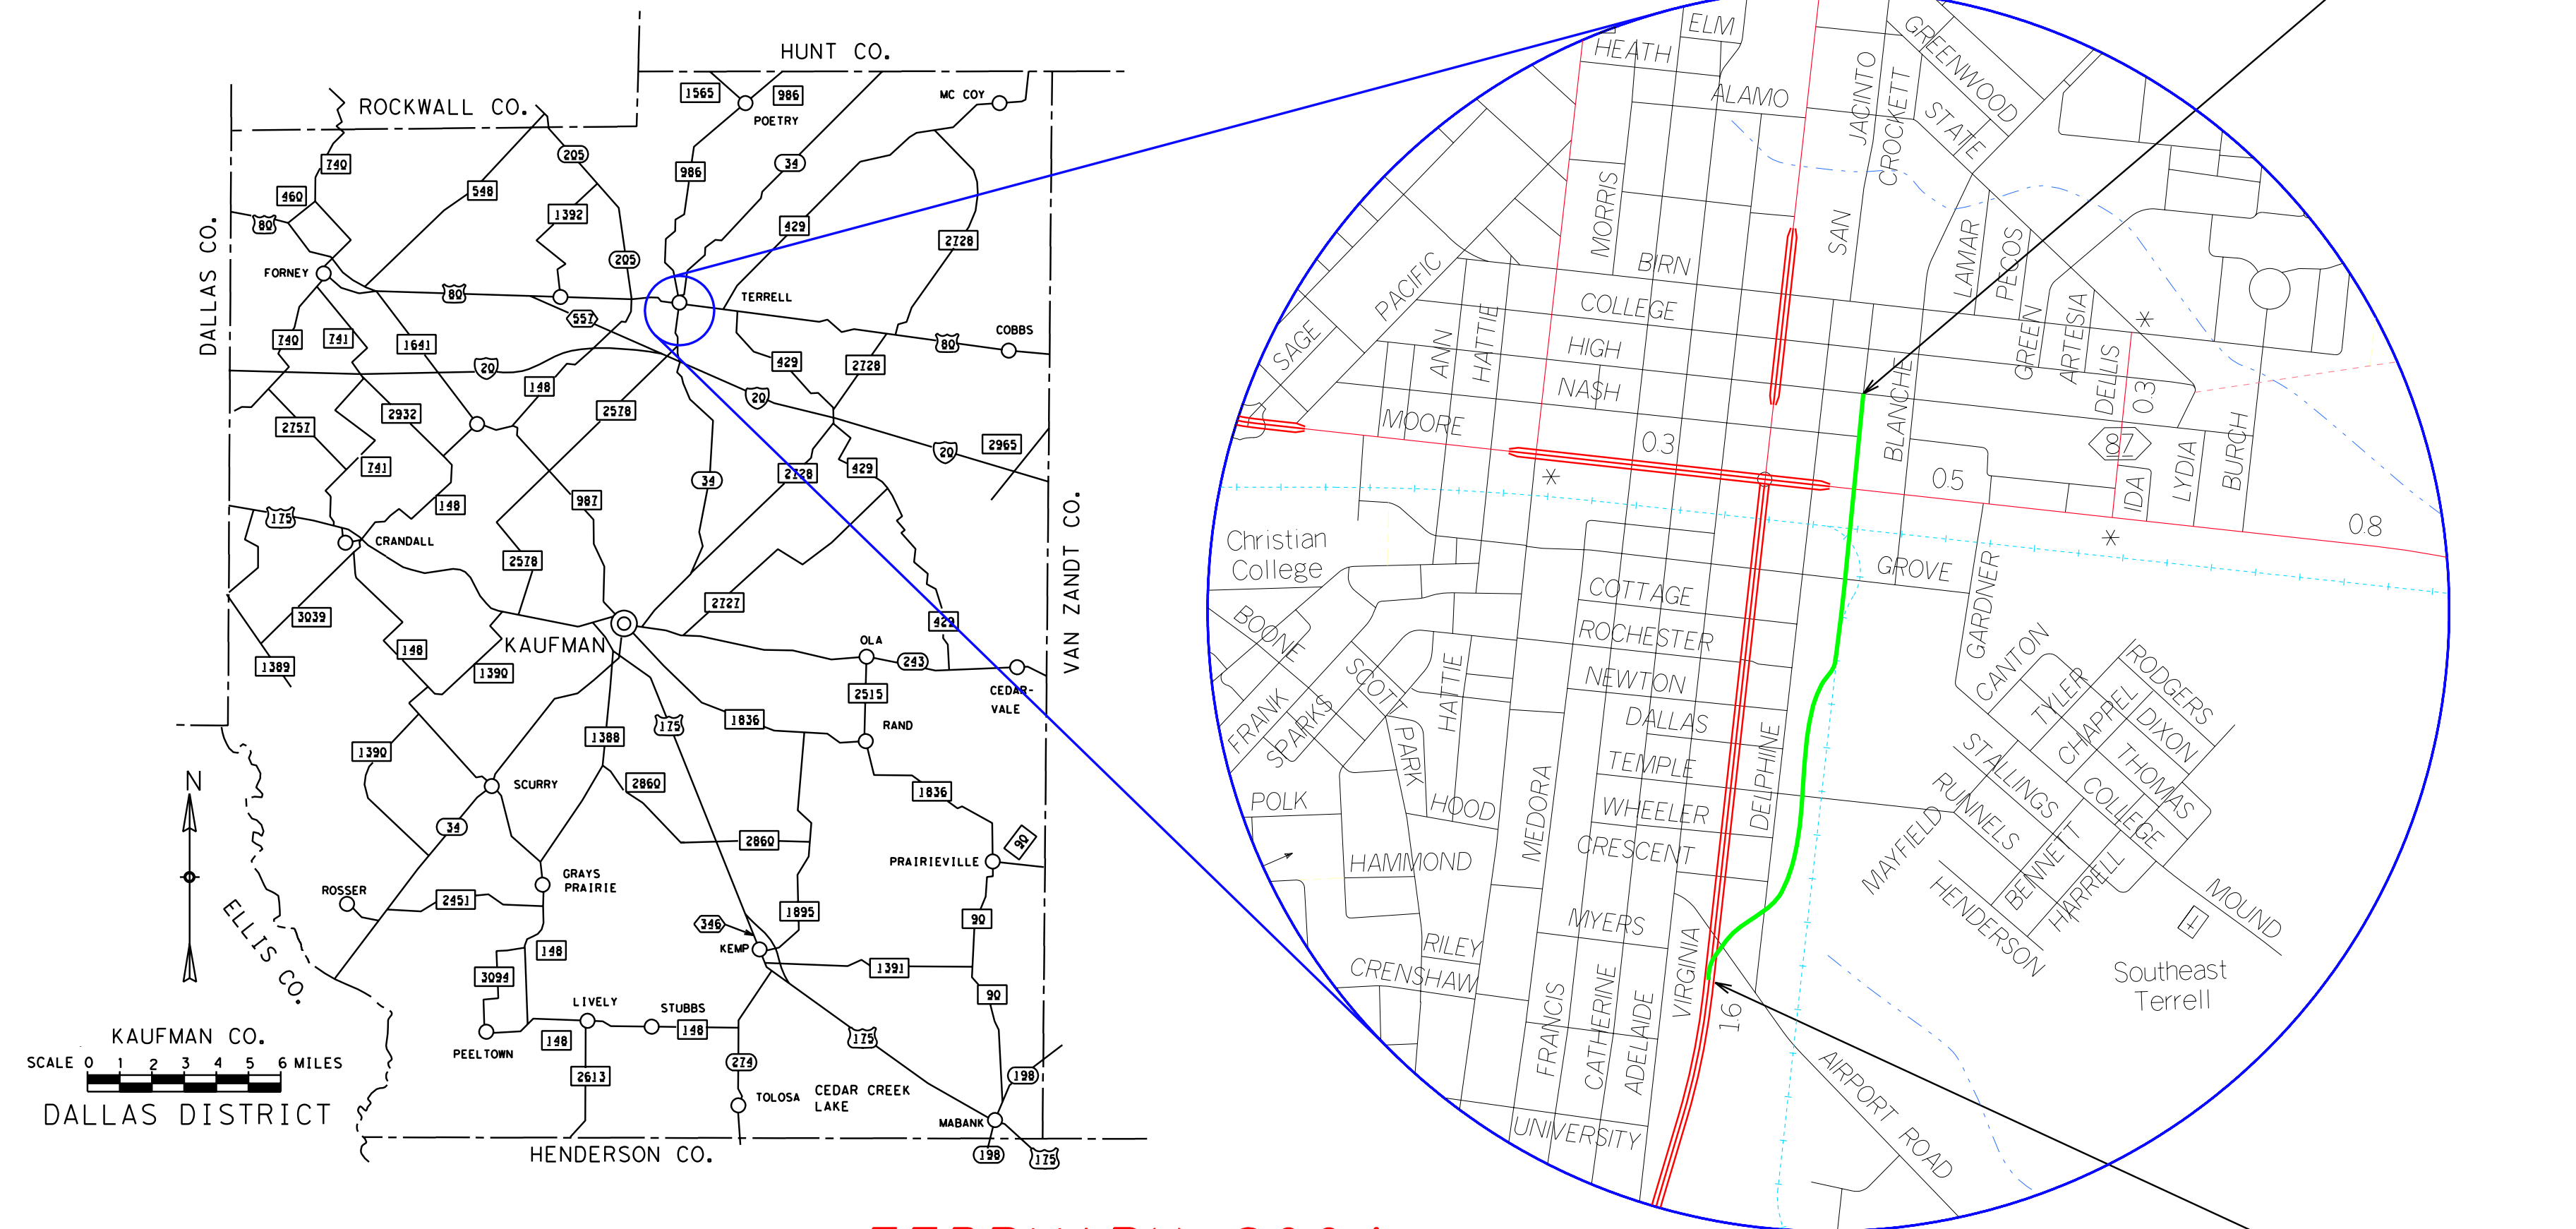 HUNT CO.
ROCKWALL CO.
1565
986
MC COY
POETRY
740
205
34
986
460
548
1392
429
80
205
2728
DALLAS CO.
FORNEY
80
TERRELL
557
COBBS
740
741
1641
80
429
2728
20
148
20
2932
2578
2757
2965
20
741
2728
429
34
148
987
175
VAN ZANDT CO.
CRANDALL
2578
2727
3039
429
KAUFMAN
OLA
243
148
1389
1390
2515
CEDAR-
VALE
1836
175
RAND
1388
1390
N
SCURRY
2860
1836
34
2860
90
PRAIRIEVILLE
GRAYS
PRAIRIE
ROSSER
2451
1895
90
346
ELLIS CO.
KEMP
148
1391
3094
90
LIVELY
STUBBS
148
KAUFMAN CO.
148
175
PEELTOWN
SCALE 0 1 2 3 4 5 6 MILES
274
2613
198
TOLOSA
CEDAR CREEK
LAKE
DALLAS DISTRICT
MABANK
HENDERSON CO.
198
175
ELM
HEATH
GREENWOOD
JACINTO
CROCKETT
ALAMO
STATE
MORRIS
SAN
LAMAR
PECOS
BIRN
PACIFIC
COLLEGE
GREEN
ARTESIA
SAGE
ANN
HATTIE
HIGH
DELLIS
NASH
BLANCHE
0.3
MOORE
0.3
87
LYDIA
BURCH
0.5
IDA
0.8
Christian
College
GROVE
GARDNER
COTTAGE
BOONE
ROCHESTER
CANTON
RODGERS
SCOTT
HATTIE
NEWTON
TYLER
CHAPPEL
DIXON
FRANK
SPARKS
PARK
DALLAS
DELPHINE
TEMPLE
STALLINGS
THOMAS
POLK
HOOD
MEDORA
WHEELER
RUNNELS
COLLEGE
CRESCENT
MAYFIELD
BENNETT
HAMMOND
HARRELL
HENDERSON
MOUND
MYERS
4
RILEY
VIRGINIA
CRENSHAW
Southeast
Terrell
FRANCIS
CATHERINE
ADELAIDE
1.6
AIRPORT ROAD
UNIVERSITY